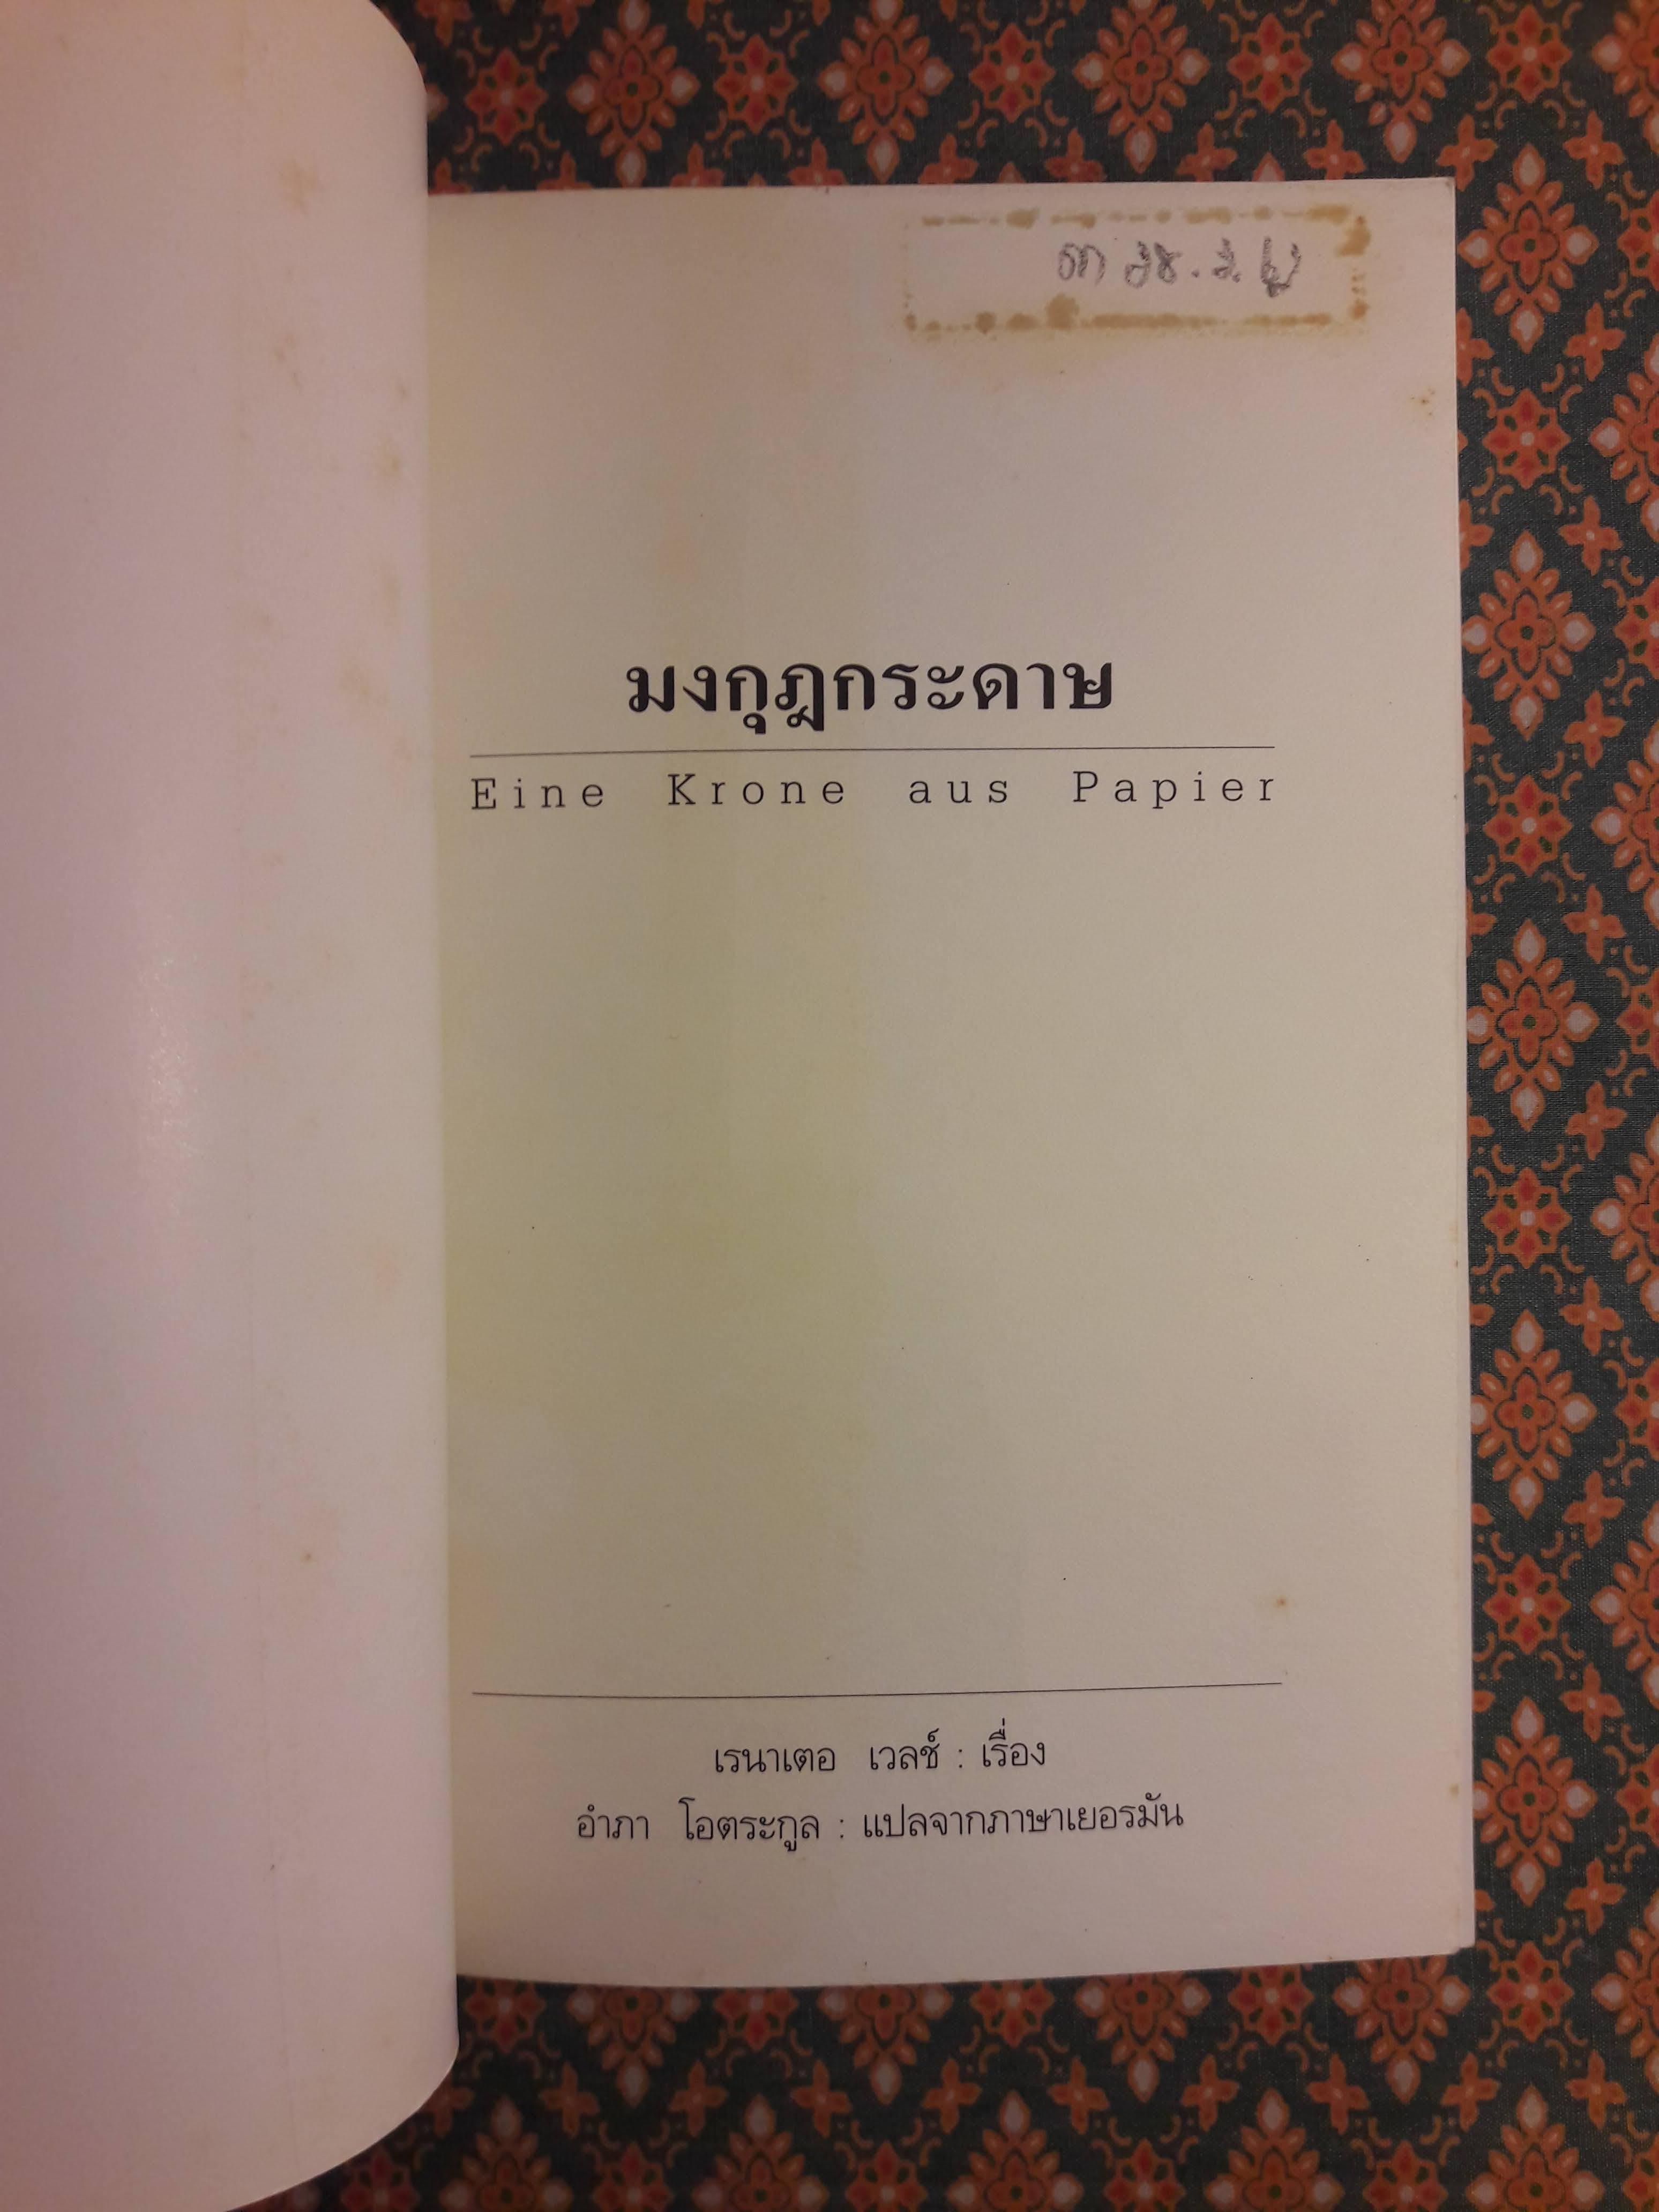 มงกุฎกระดาษ
Eine Krone aus Papier
เรนาเตอ เวลช์ : เรื่อง
อำภา โอตระกูล : แปลจากภาษาเยอรมัน